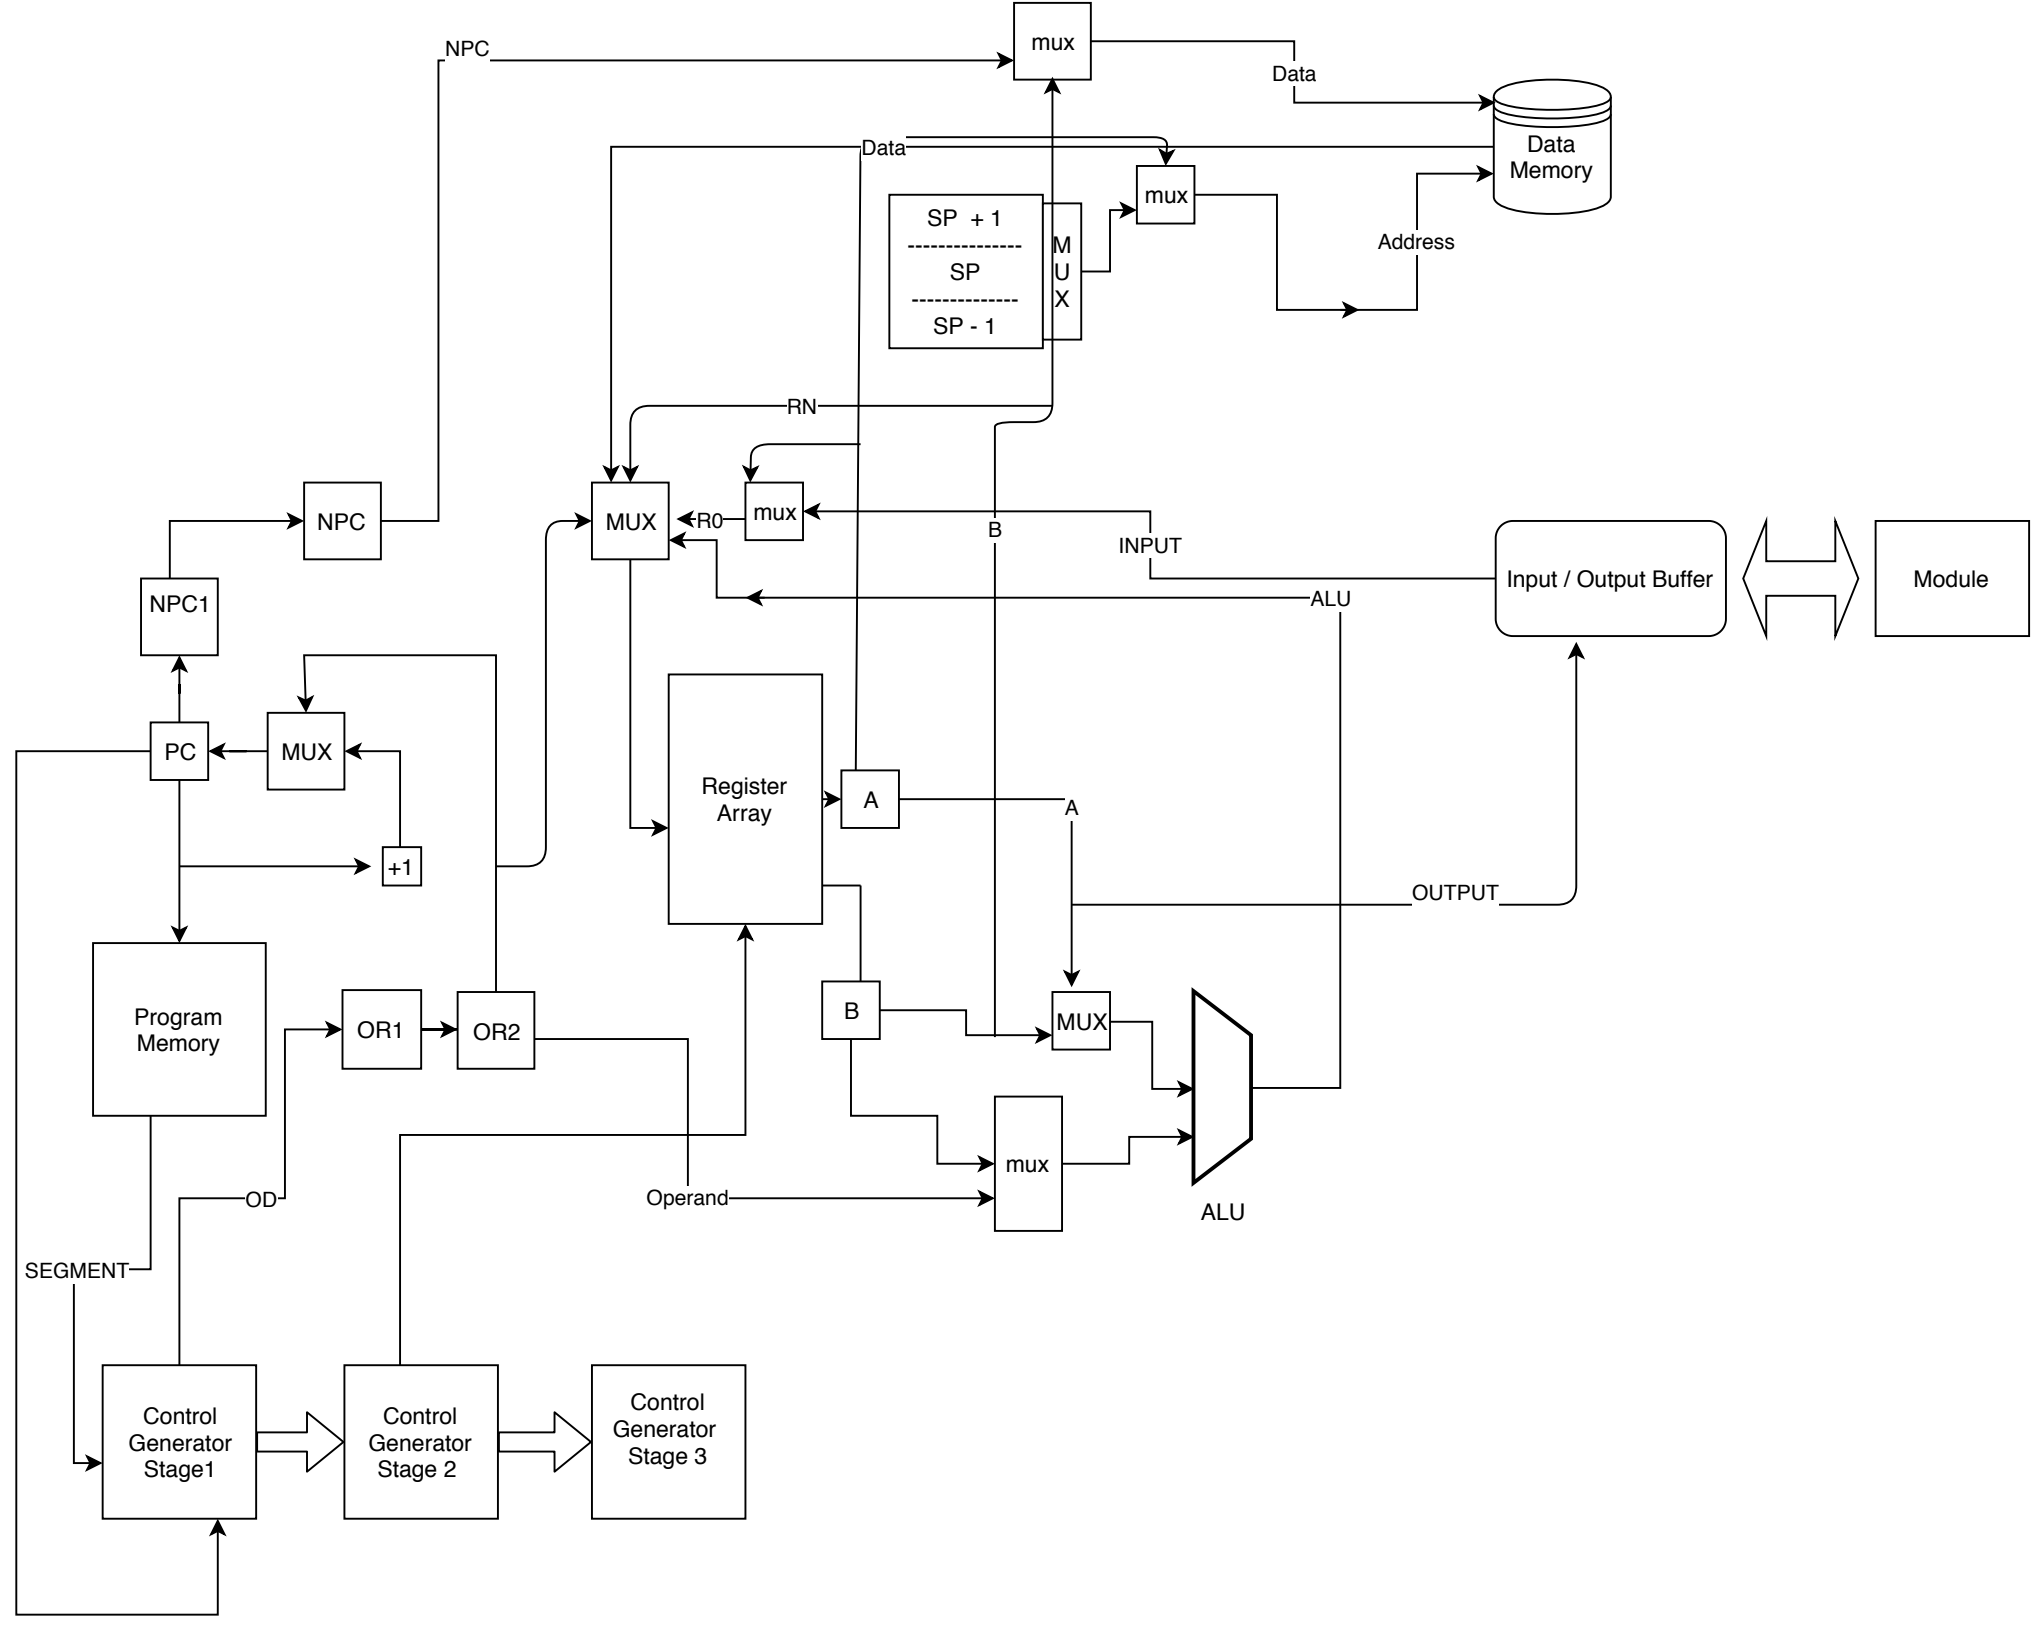 mux
NPC
Data
Data
Data
Memory
mux
SP + 1
----------------
SP
--------------
SP - 1
M
U
X
Address
RN
NPC
MUX
R0
mux
B
INPUT
Input / Output Buffer
Module
NPC1
ALU
PC
MUX
Register
Array
A
A
+1
OUTPUT
Program
Memory
OR1
OR2
B
MUX
mux
OD
Operand
ALU
SEGMENT
Control
Generator
Stage1
Control
Generator
Stage 2
Control
Generator
Stage 3